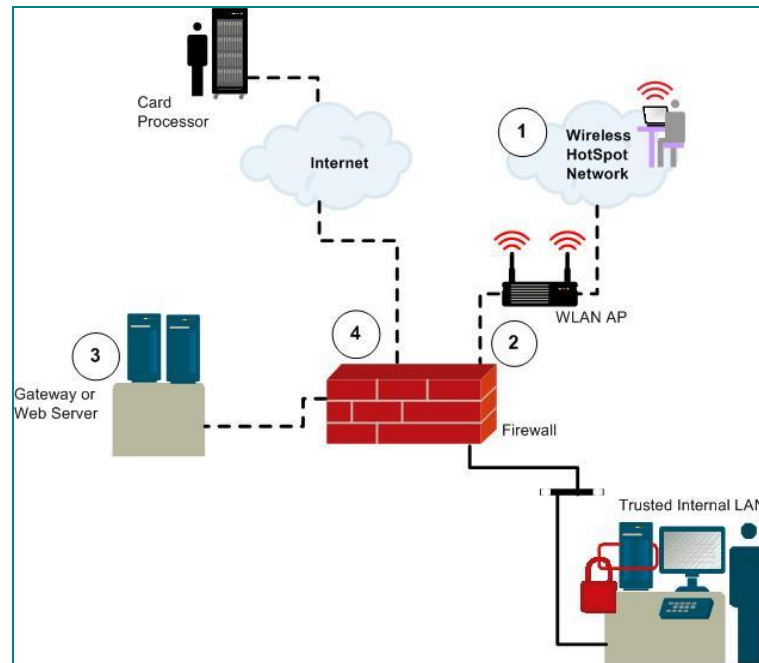 Card
Processor
Internet
1
Wireless
HotSpot
Network
WLAN AP
2
4
3
Gateway or
Web Server
Firewall
Trusted Internal LAN